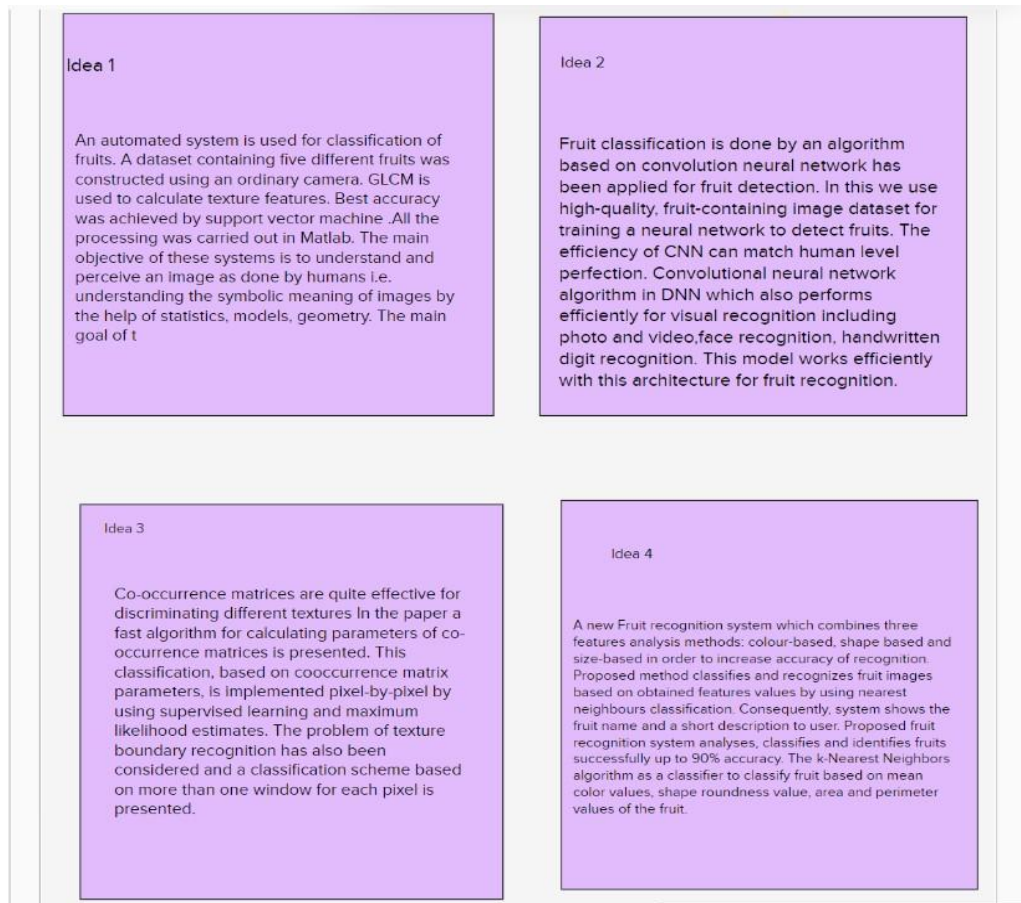 Idea 1
An automated system is used for classification of
fruits. A dataset containing five different fruits was
constructed using an ordinary camera. GLCM is
used to calculate texture features. Best accuracy
was achieved by support vector machine .All the
processing was carried out in Matlab. The main
objective of these systems is to understand and
perceive an image as done by humans i.e.
understanding the symbolic meaning of images by
the help of statistics, models, geometry. The main
goal of t
Idea 2
Fruit classification is done by an algorithm
based on convolution neural network has
been applied for fruit detection. In this we use
high-quality, fruit-containing image dataset for
training a neural network to detect fruits. The
efficiency of CNN can match human level
perfection. Convolutional neural network
algorithm in DNN which also performs
efficiently for visual recognition including
photo and video,face recognition, handwritten
digit recognition. This model works efficiently
with this architecture for fruit recognition.
Idea 3
Co-occurrence matrices are quite effective for
discriminating different textures In the paper a
fast algorithm for calculating parameters of co-
occurrence matrices is presented. This
classification, based on cooccurrence matrix
parameters, is implemented pixel-by-pixel by
using supervised learning and maximum
likelihood estimates. The problem of texture
boundary recognition has also been
considered and a classification scheme based
on more than one window for each pixel is
presented.
Idea 4
A new Fruit recognition system which combines three
features analysis methods: colour-based, shape based and
size-based in order to increase accuracy of recognition.
Proposed method classifies and recognizes fruit images
based on obtained features values by using nearest
neighbours classification. Consequently, system shows the
fruit name and a short description to user. Proposed fruit
recognition system analyses, classifies and identifies fruits
successfully up to 90% accuracy. The k-Nearest Neighbors
algorithm as a classifier to classify fruit based on mean
color values, shape roundness value, area and perimeter
values of the fruit.